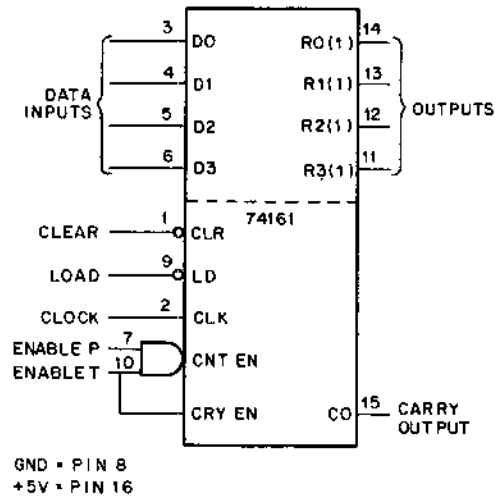 3 D0 R0(1) 14
4 D1 R1(1) 13
DATA INPUTS
OUTPUTS
5 D2 R2(1) 12
6 D3 R3(1) 11
74161
CLEAR 1 CLR
LOAD 9 LD
CLOCK 2 CLK
ENABLE P 7
ENABLE T 10
CNT EN
CRY EN
CO 15 CARRY OUTPUT
GND = PIN 8
+5V = PIN 16